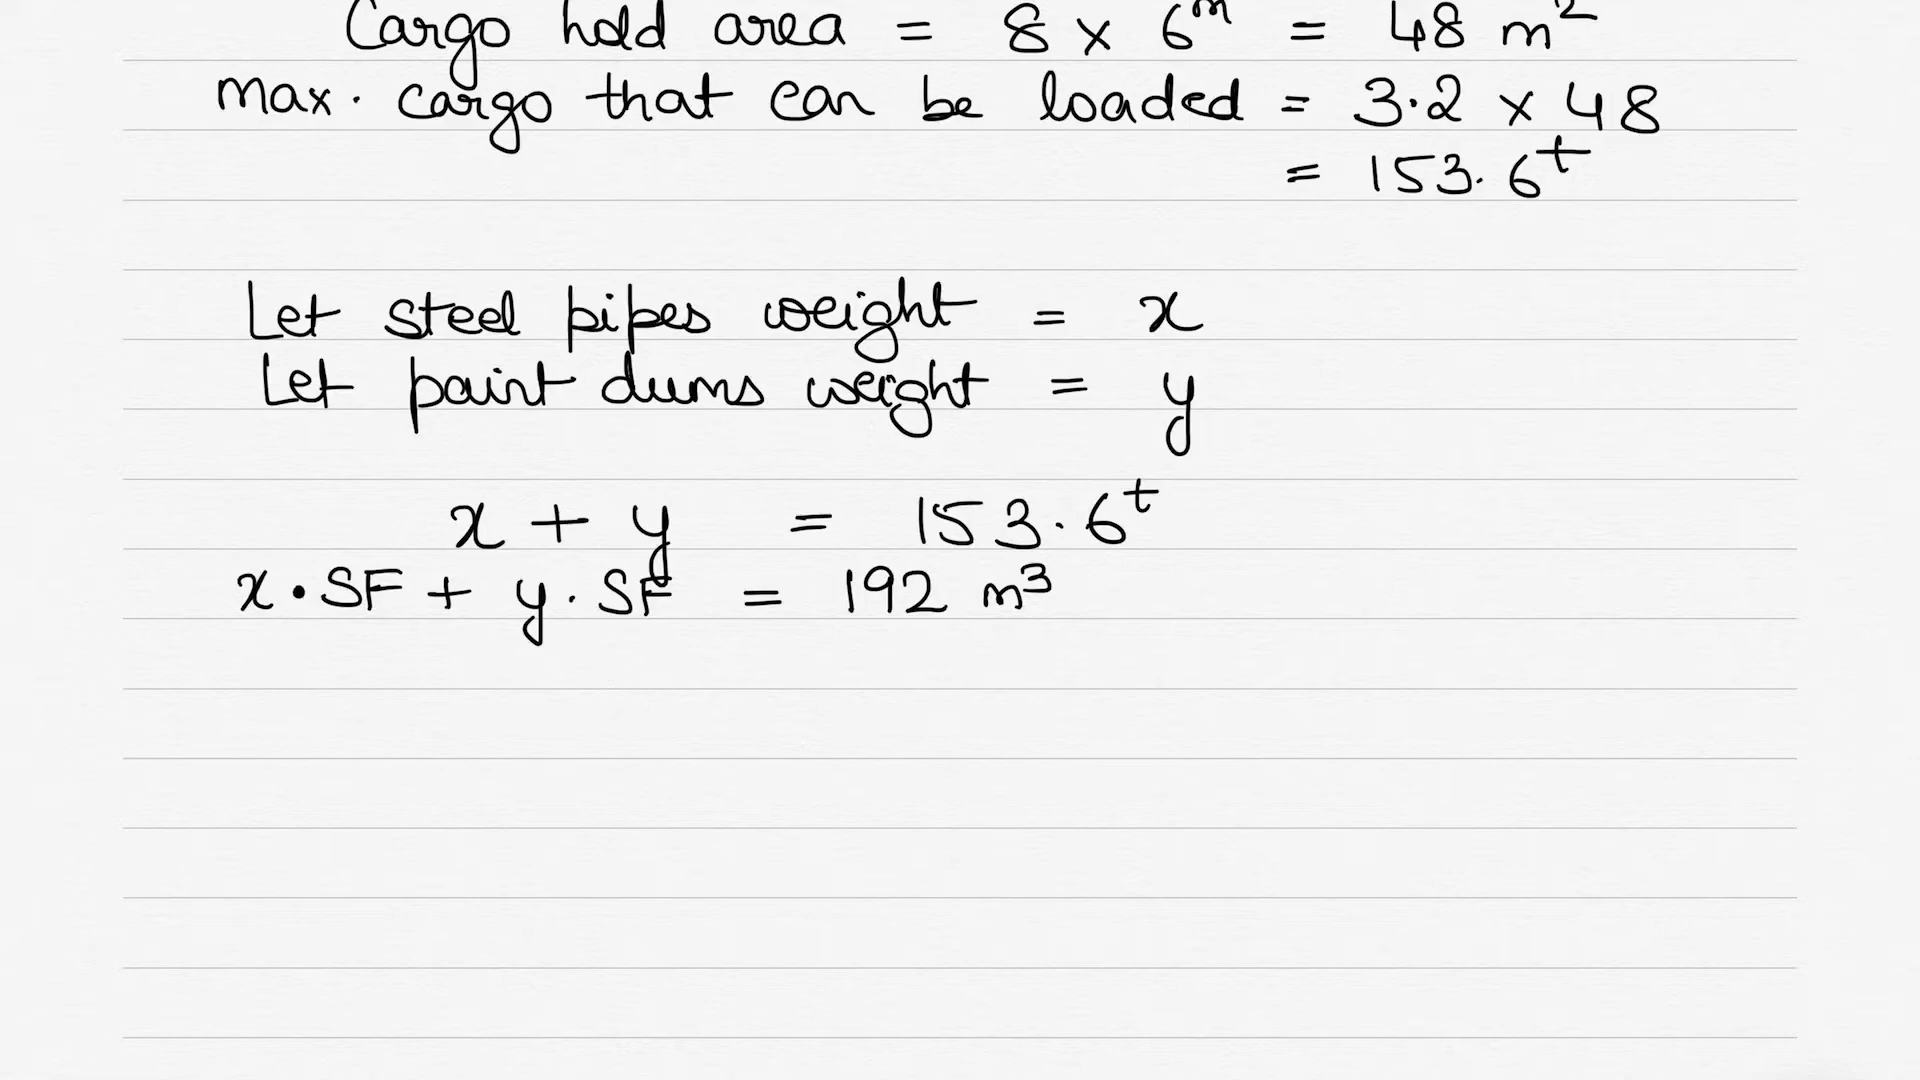 Cargo hold area = 8 x 6ᵐ = 48 m²
max. cargo that can be loaded = 3.2 x 48
= 153.6ᵗ
Let steel pipes weight = x
Let paint dums weight = y
x + y = 153.6ᵗ
x . SF + y . SF = 192 m³